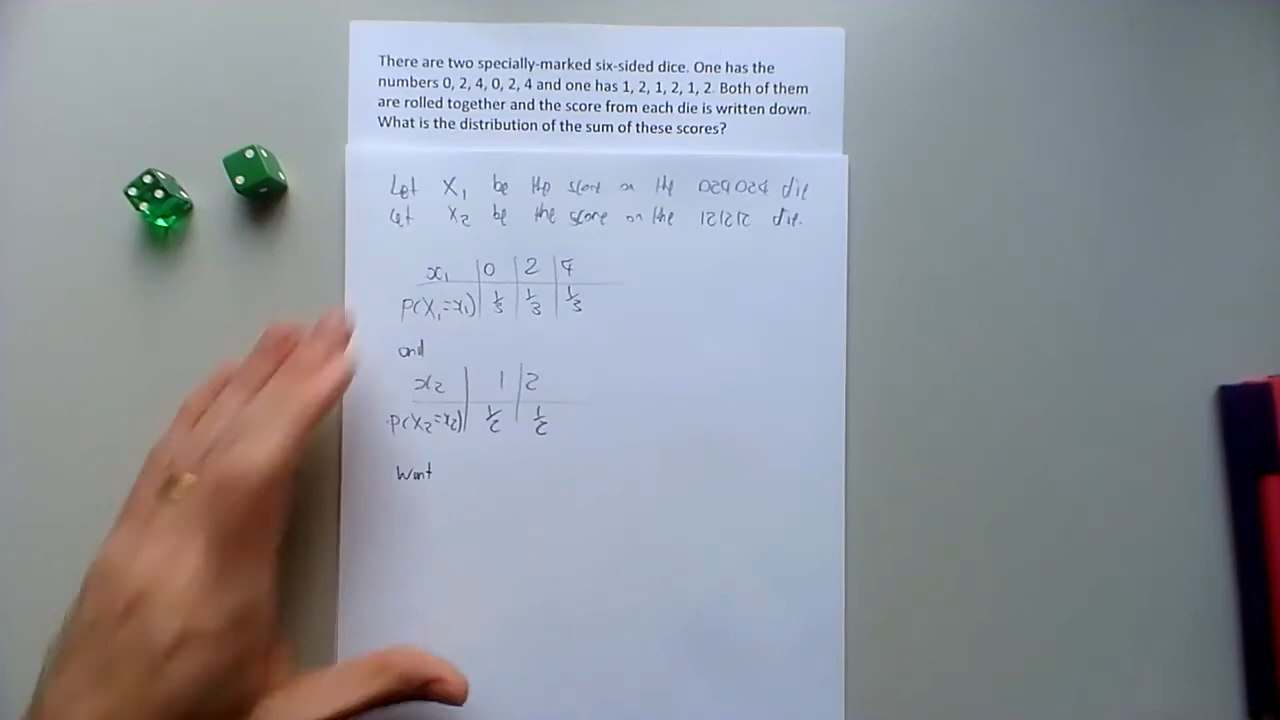 There are two specially-marked six-sided dice. One has the
numbers 0, 2, 4, 0, 2, 4 and one has 1, 2, 1, 2, 1, 2. Both of them
are rolled together and the score from each die is written down.
What is the distribution of the sum of these scores?
Let X₁ be the score on the 024024 die
Let X₂ be the score on the 121212 die.
x₁ 0 2 4
P(X₁=x₁) 1/3 1/3 1/3
and
x₂ 1 2
P(X₂=x₂) 1/2 1/2
Want